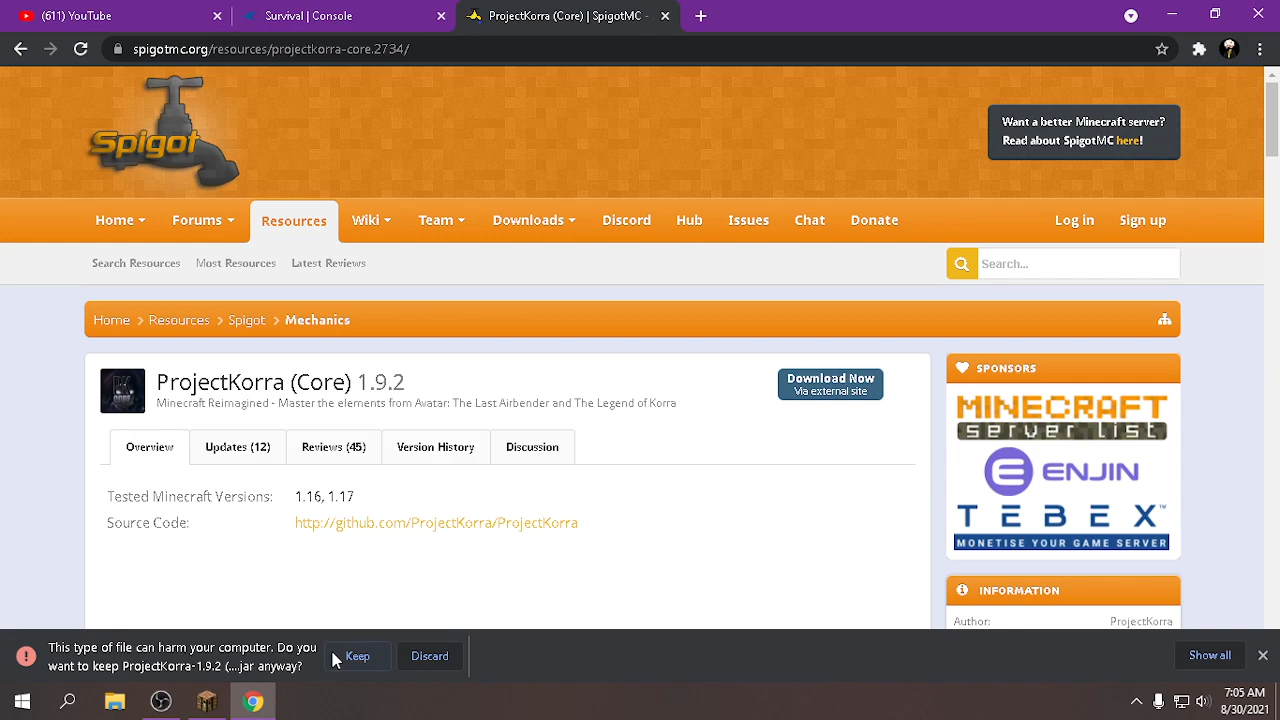 (611) YouTube
Survival | Console
ProjectKorra (Core) | SpigotMC -
spigotmc.org/resources/projectkorra-core.2734/
Spigot
Want a better Minecraft server?
Read about SpigotMC here!
Home Forums Resources Wiki Team Downloads Discord Hub Issues Chat Donate Log in Sign up
Search Resources Most Resources Latest Reviews
Search...
Home Resources Spigot Mechanics
ProjectKorra (Core) 1.9.2
Minecraft Reimagined - Master the elements from Avatar: The Last Airbender and The Legend of Korra
Download Now
Via external site
Overview Updates (12) Reviews (45) Version History Discussion
Tested Minecraft Versions: 1.16, 1.17
Source Code: http://github.com/ProjectKorra/ProjectKorra
SPONSORS
MINECRAFT
server list
ENJIN
TEBEX™
MONETISE YOUR GAME SERVER
INFORMATION
Author: ProjectKorra
This type of file can harm your computer. Do you
want to keep ProjectKorra-1.9.2 (....jar anyway?
Keep
Discard
Show all
7:05 AM
8/30/2021